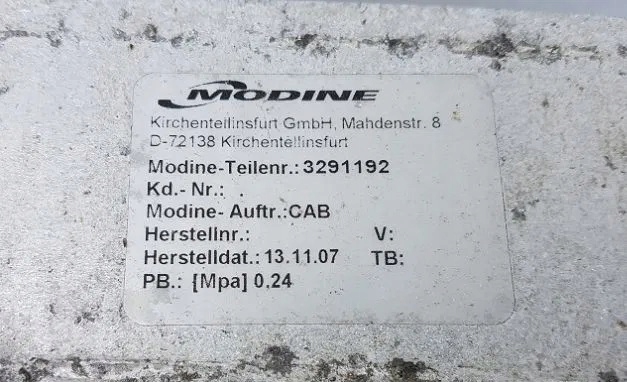 MODINE
Kirchentellinsfurt GmbH, Mahdenstr. 8
D-72138 Kirchentellinsfurt
Modine-Teilenr.: 3291192
Kd.- Nr.: .
Modine- Auftr.: CAB
Herstellnr.: V:
Herstelldat.: 13.11.07 TB:
PB.: [Mpa] 0,24